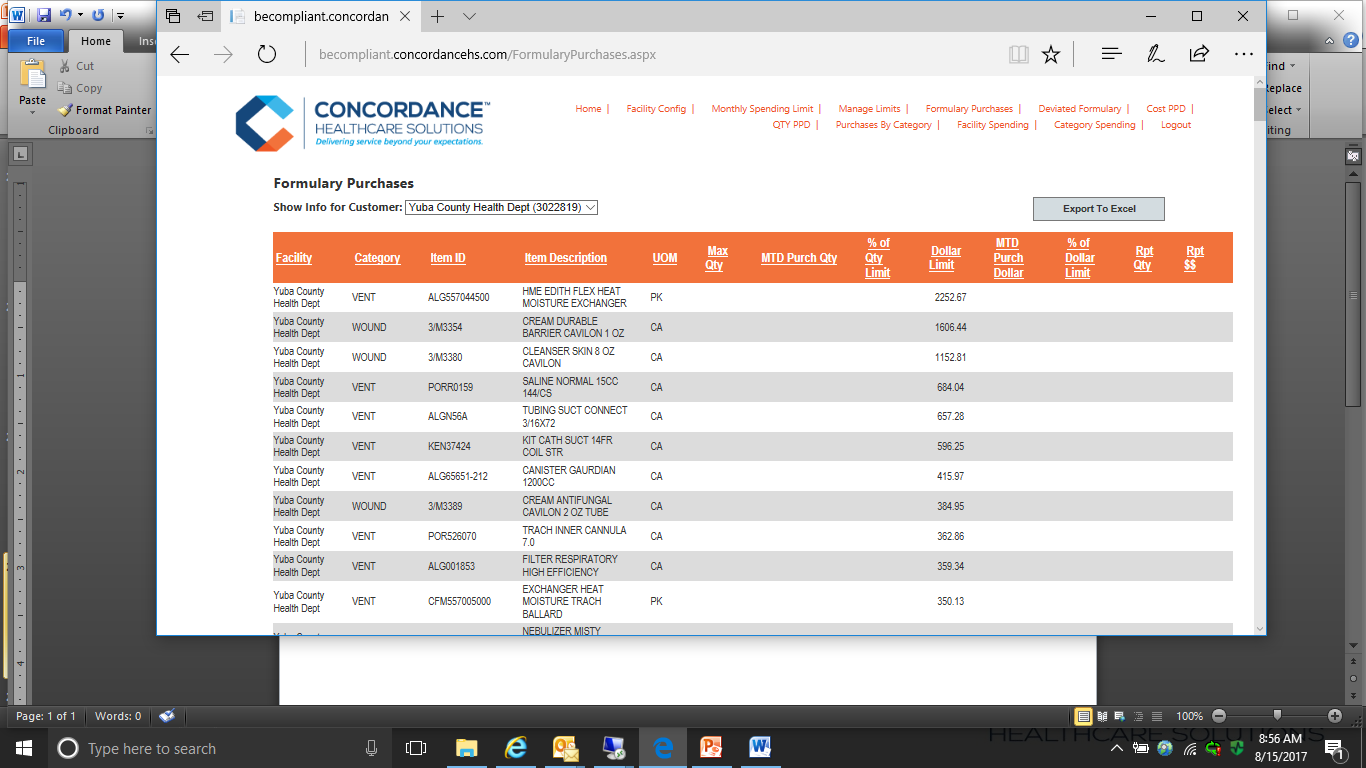 becompliant.concordan
File
Home
Ins
Cut
Copy
Format Painter
Paste
Clipboard
becompliant.concordancehs.com/FormularyPurchases.aspx
CONCORDANCE™
HEALTHCARE SOLUTIONS
Delivering service beyond your expectations.
Home | Facility Config | Monthly Spending Limit | Manage Limits | Formulary Purchases | Deviated Formulary | Cost PPD |
QTY PPD | Purchases By Category | Facility Spending | Category Spending | Logout
Formulary Purchases
Show Info for Customer: Yuba County Health Dept (3022819)
Export To Excel
Facility Category Item ID Item Description UOM Max Qty MTD Purch Qty % of Qty Limit Dollar Limit MTD Purch Dollar % of Dollar Limit Rpt Qty Rpt $$
Yuba County Health Dept VENT ALG557044500 HME EDITH FLEX HEAT MOISTURE EXCHANGER PK 2252.67
Yuba County Health Dept WOUND 3/M3354 CREAM DURABLE BARRIER CAVILON 1 OZ CA 1606.44
Yuba County Health Dept WOUND 3/M3380 CLEANSER SKIN 8 OZ CAVILON CA 1152.81
Yuba County Health Dept VENT PORR0159 SALINE NORMAL 15CC 144/CS CA 684.04
Yuba County Health Dept VENT ALGN56A TUBING SUCT CONNECT 3/16X72 CA 657.28
Yuba County Health Dept VENT KEN37424 KIT CATH SUCT 14FR COIL STR CA 596.25
Yuba County Health Dept VENT ALG65651-212 CANISTER GAURDIAN 1200CC CA 415.97
Yuba County Health Dept WOUND 3/M3389 CREAM ANTIFUNGAL CAVILON 2 OZ TUBE CA 384.95
Yuba County Health Dept VENT POR526070 TRACH INNER CANNULA 7.0 CA 362.86
Yuba County Health Dept VENT ALG001853 FILTER RESPIRATORY HIGH EFFICIENCY CA 359.34
Yuba County Health Dept VENT CFM557005000 EXCHANGER HEAT MOISTURE TRACH BALLARD PK 350.13
NEBULIZER MISTY
ind
eplace
elect
iting
Page: 1 of 1 Words: 0
100%
HEALTHCARE SOLUTIONS
Type here to search
8:56 AM
8/15/2017